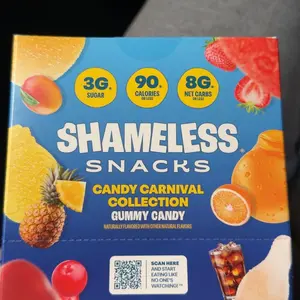 3G. 90 8G.
SUGAR CALORIES NET CARBS
SHAMELESS
SNACKS
CANDY CARNIVAL
COLLECTION
GUMMY CANDY
NATURALLY FLAVORED WITH OTHER NATURAL FLAVORS
SCAN HERE
AND START
EATING LIKE
NO ONE'S
WATCHING!™